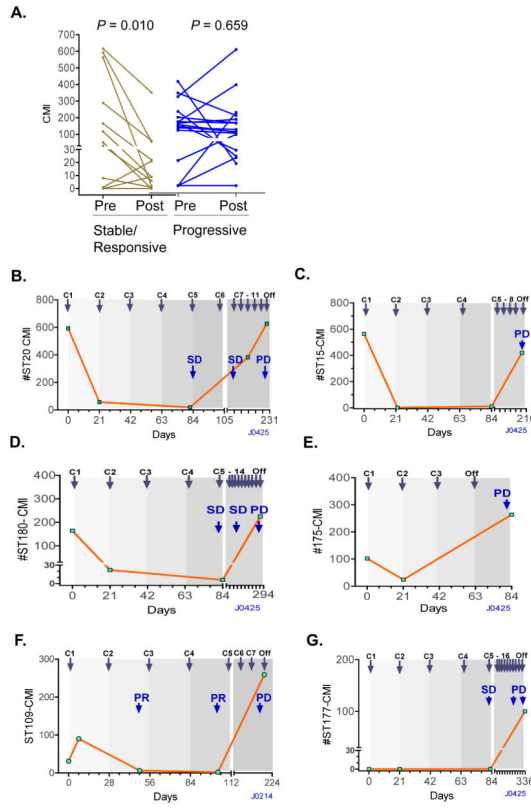 A.
P = 0.010 P = 0.659
700
600
500
400
300
200
100
30
20
10
0
CMI
Pre Post Pre Post
Stable/ Progressive
Responsive
B.
C1 C2 C3 C4 C5 C6 C7 - 11 Off
800
600
400
200
0
#ST20 CMI
SD SD PD
0 21 42 63 84 105 231
Days
J0425
C.
C1 C2 C3 C4 C5 - 8 Off
800
600
400
200
0
#ST15-CMI
PD
0 21 42 63 84 210
Days
J0425
D.
C1 C2 C3 C4 C5 - 14 Off
400
300
200
100
30
0
#ST180- CMI
SD SD PD
0 21 42 63 84 294
Days
J0425
E.
C1 C2 C3 Off
400
300
200
100
0
#175-CMI
PD
0 21 42 63 84
Days
J0425
F.
C1 C2 C3 C4 C5 C6 C7 Off
300
200
100
0
ST109-CMI
PR PR PD
0 28 56 84 112 224
Days
J0214
G.
C1 C2 C3 C4 C5 - 16 Off
200
100
30
0
#ST177-CMI
SD PD PD
0 21 42 63 84 336
Days
J0425